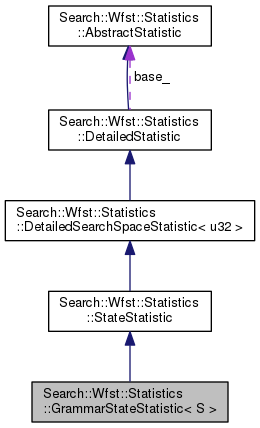 Search::Wfst::Statistics
::AbstractStatistic
base_
Search::Wfst::Statistics
::DetailedStatistic
Search::Wfst::Statistics
::DetailedSearchSpaceStatistic< u32 >
Search::Wfst::Statistics
::StateStatistic
Search::Wfst::Statistics
::GrammarStateStatistic< S >